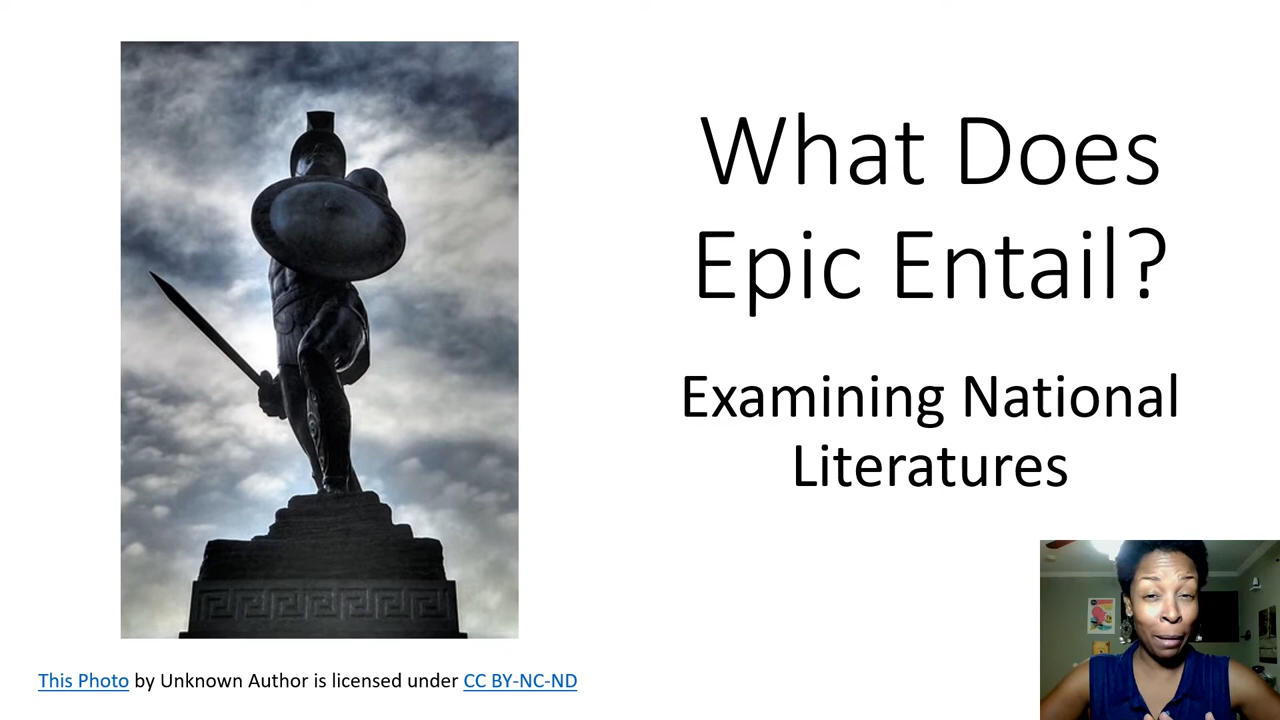 What Does
Epic Entail?
Examining National
Literatures
This Photo by Unknown Author is licensed under CC BY-NC-ND